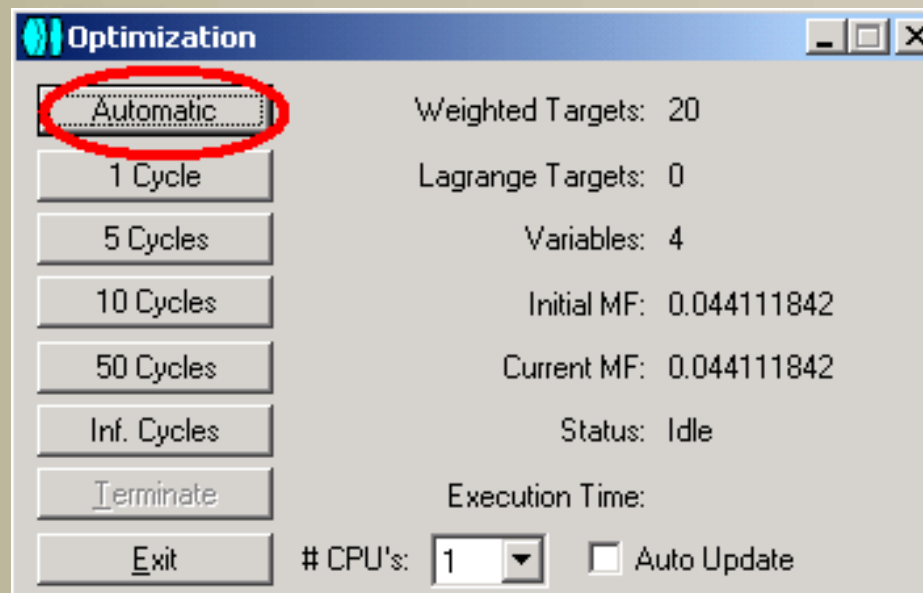 Optimization
Automatic Weighted Targets: 20
1 Cycle Lagrange Targets: 0
5 Cycles Variables: 4
10 Cycles Initial MF: 0.044111842
50 Cycles Current MF: 0.044111842
Inf. Cycles Status: Idle
Terminate Execution Time:
Exit # CPU's: 1 Auto Update